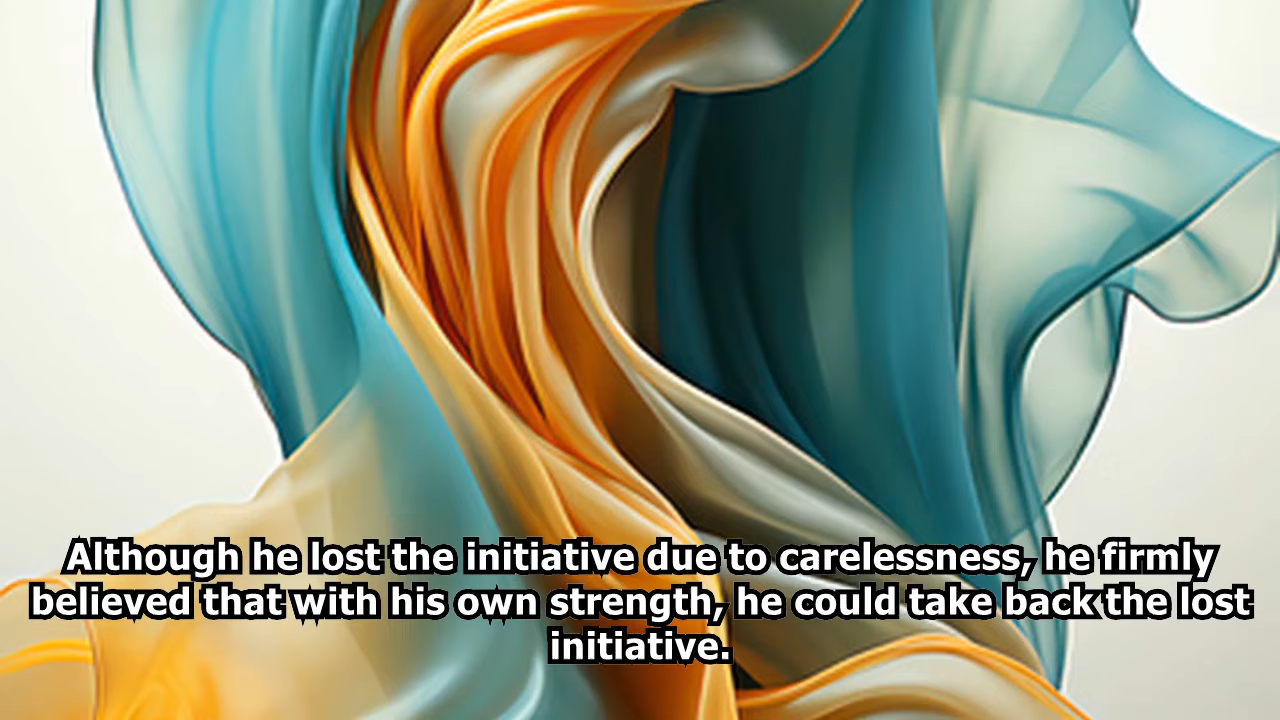 Although he lost the initiative due to carelessness, he firmly
believed that with his own strength, he could take back the lost
initiative.